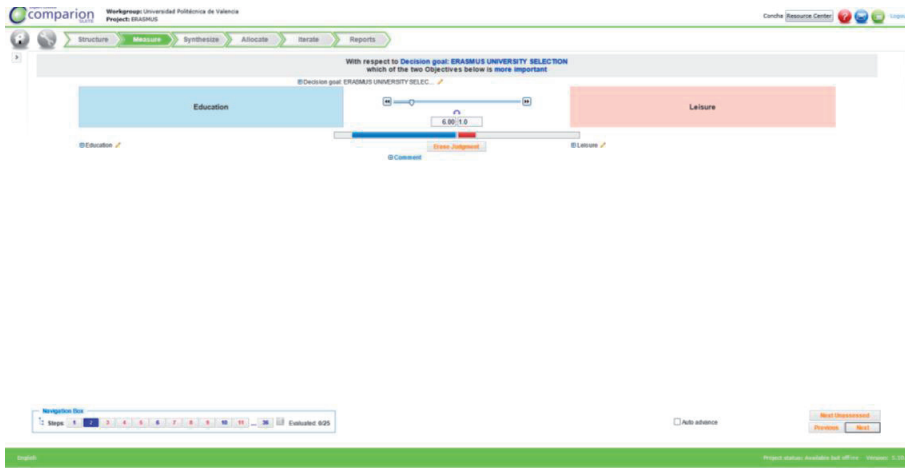 comparion
SUITE
Workgroup: Universidad Politécnica de Valencia
Project: ERASMUS
Concha Resource Center
Structure Measure Synthesize Allocate Iterate Reports
With respect to Decision goal: ERASMUS UNIVERSITY SELECTION
which of the two Objectives below is more important
Decision goal: ERASMUS UNIVERSITY SELEC...
Education
Leisure
6.00 1.0
Education
Erase Judgment
Leisure
Comment
Navigation Box
Steps: 1 2 3 4 5 6 7 8 9 10 11 ... 36 Evaluated: 0/25
Auto advance
Next Unassessed
Previous Next
English